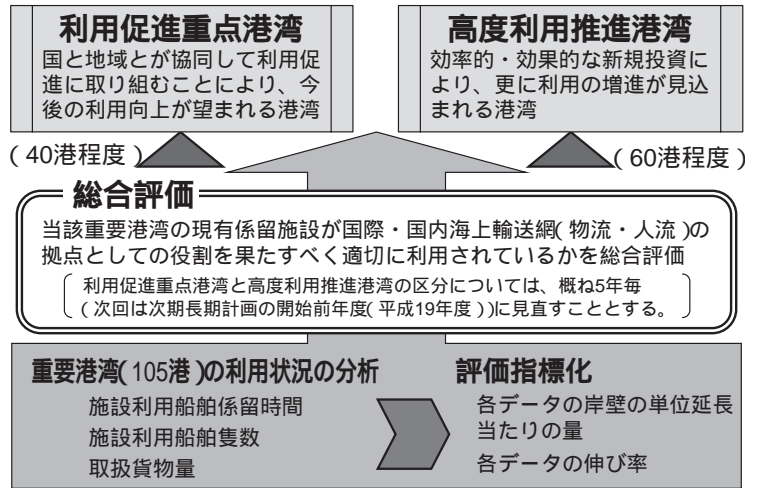 利用促進重点港湾
国と地域とが協同して利用促
進に取り組むことにより、今
後の利用向上が望まれる港湾
高度利用推進港湾
効率的・効果的な新規投資に
より、更に利用の増進が見込
まれる港湾
(40港程度)
(60港程度)
総合評価
当該重要港湾の現有係留施設が国際・国内海上輸送網(物流・人流)の
拠点としての役割を果たすべく適切に利用されているかを総合評価
利用促進重点港湾と高度利用推進港湾の区分については、概ね5年毎
(次回は次期長期計画の開始前年度(平成19年度))に見直すこととする。
重要港湾(105港)の利用状況の分析
施設利用船舶係留時間
施設利用船舶隻数
取扱貨物量
評価指標化
各データの岸壁の単位延長
当たりの量
各データの伸び率